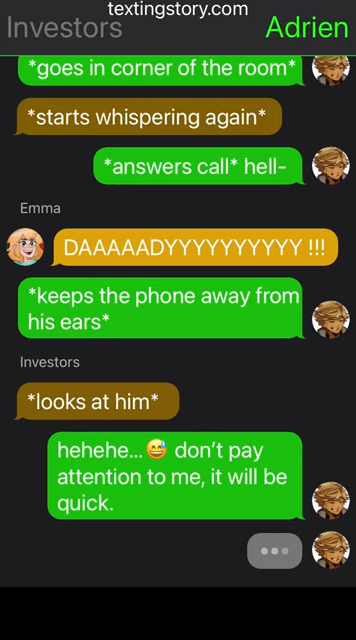 textingstory.com
Investors
Adrien
*goes in corner of the room*
*starts whispering again*
*answers call* hell-
Emma
DAAAAADYYYYYYYYYY !!!
*keeps the phone away from
his ears*
Investors
*looks at him*
hehehe...😅 don't pay
attention to me, it will be
quick.